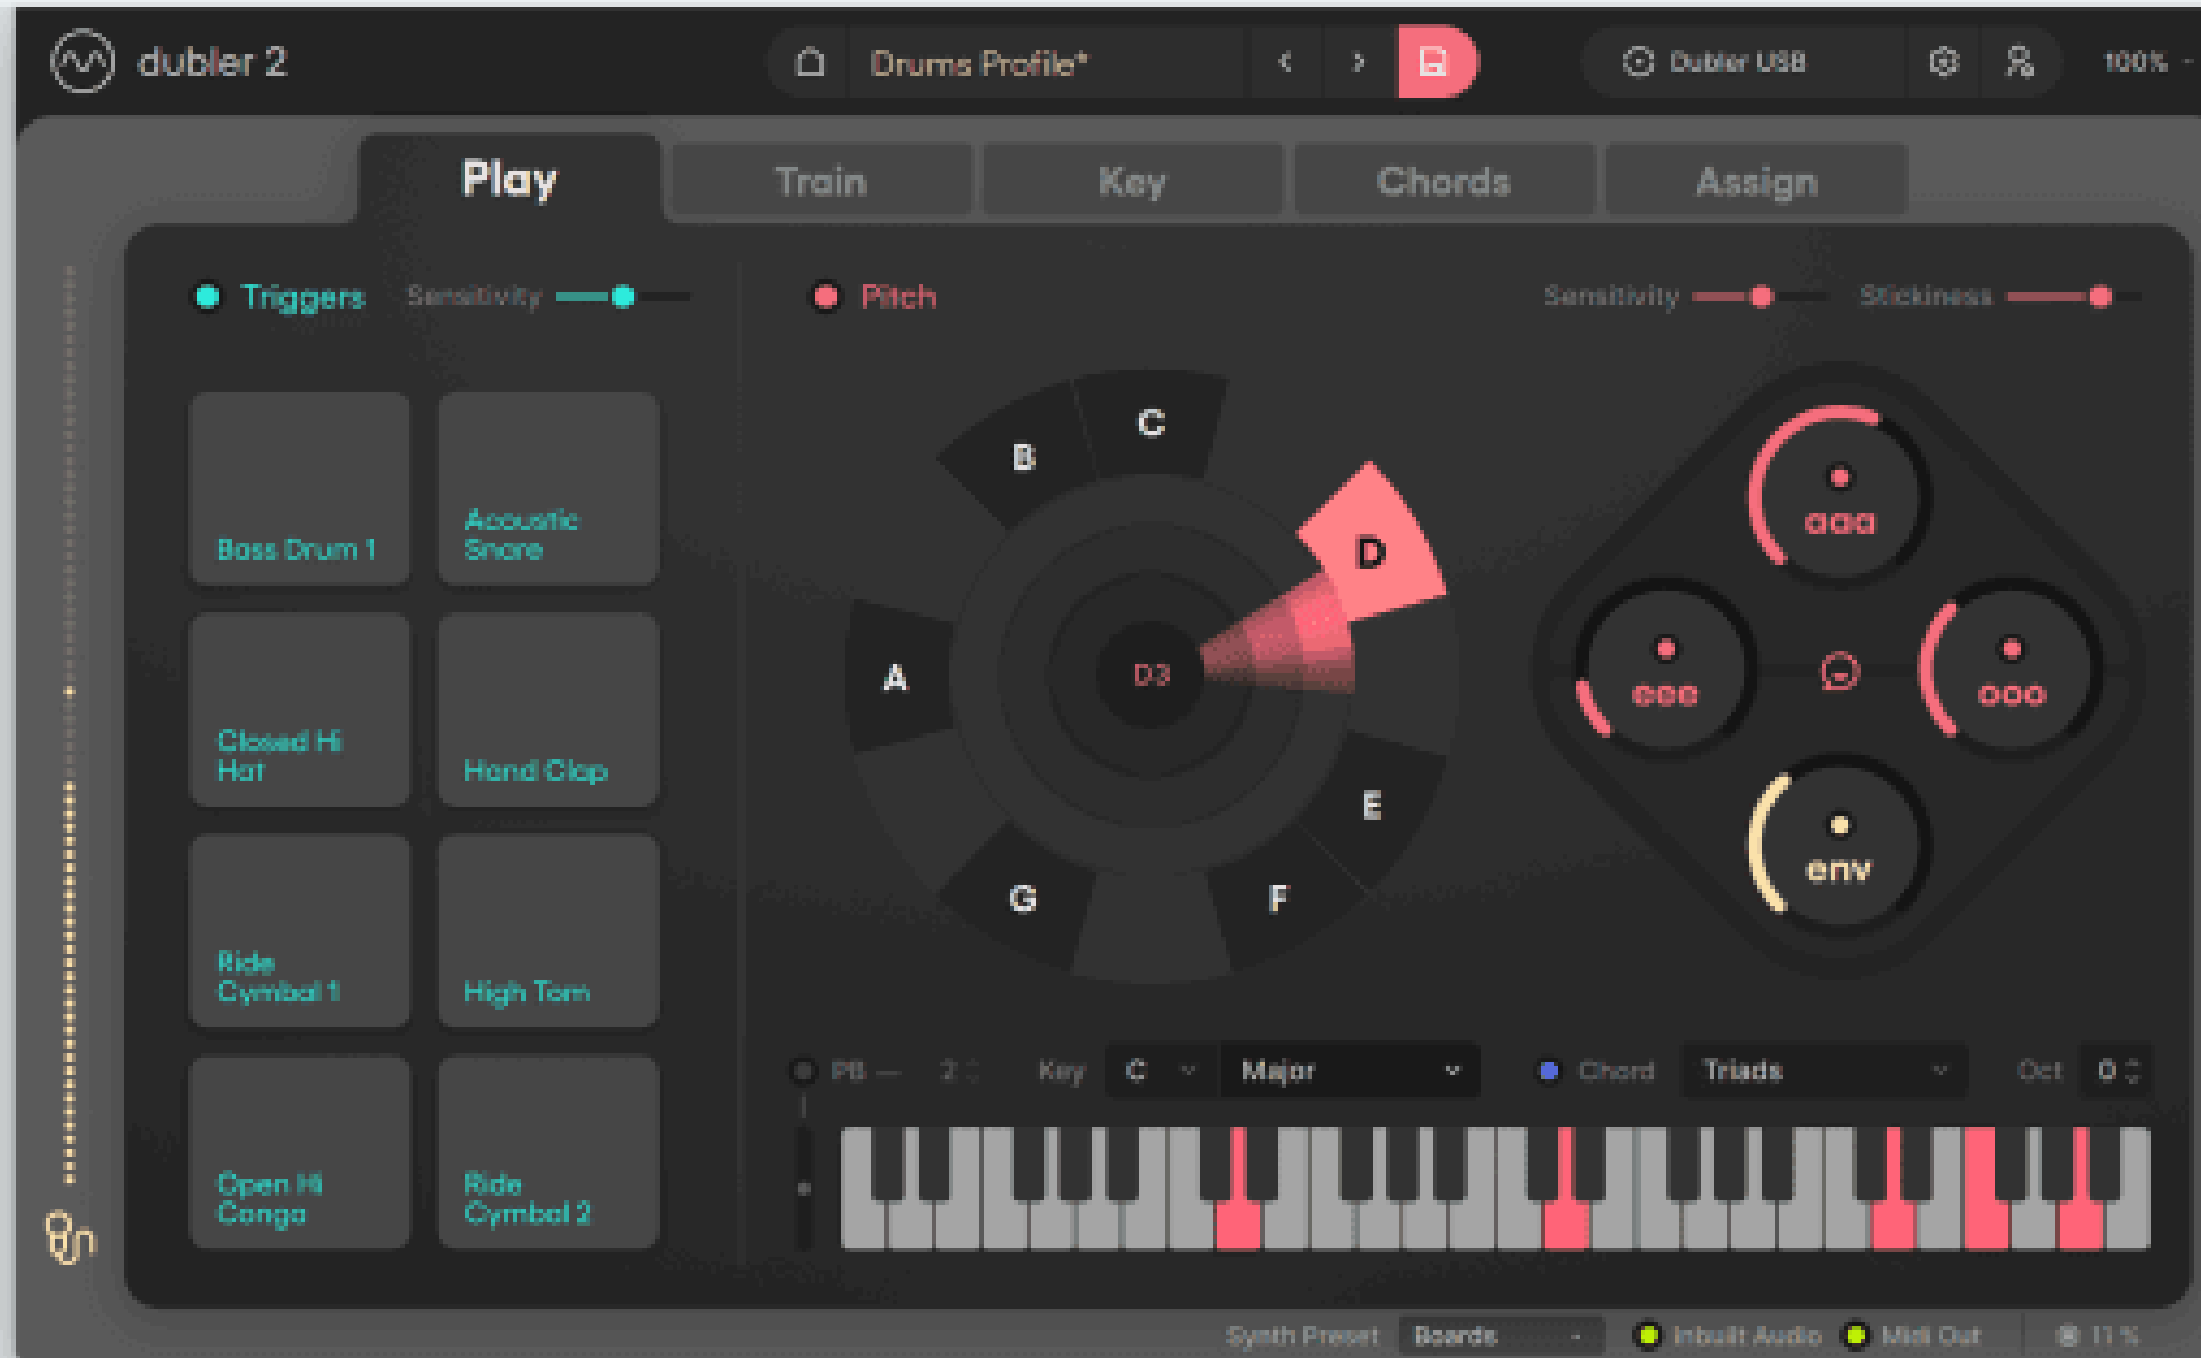 dubler 2
Drums Profile*
Dubler USB
100%
Play
Train
Key
Chords
Assign
Triggers
Sensitivity
Pitch
Sensitivity
Stickiness
Bass Drum 1
Acoustic
Snare
Closed Hi
Hat
Hand Clap
Ride
Cymbal 1
High Tom
Open Hi
Conga
Ride
Cymbal 2
C
B
D
A
D3
E
G
F
aaa
eee
ooo
env
PB — 2
Key
C
Major
Chord
Triads
Oct
0
Synth Preset
Boards
Inbuilt Audio
Midi Out
11 %